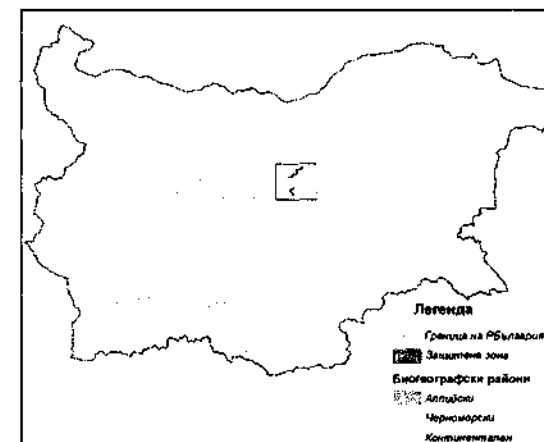 Легенда
Граница на РБългария
Защитена зона
Биогеографски райони
Алпийски
Черноморски
Континентален